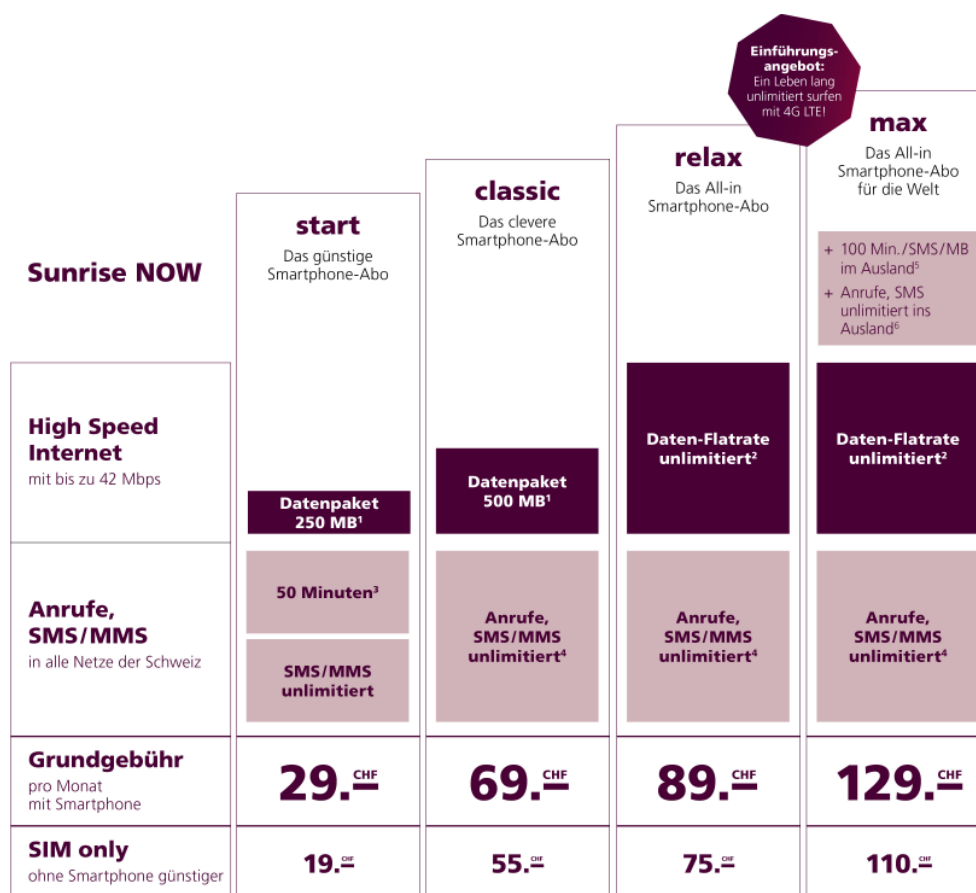 Einführungs-
angebot:
Ein Leben lang
unlimitiert surfen
mit 4G LTE!
Sunrise NOW
start
Das günstige
Smartphone-Abo
classic
Das clevere
Smartphone-Abo
relax
Das All-in
Smartphone-Abo
max
Das All-in
Smartphone-Abo
für die Welt
+ 100 Min./SMS/MB
im Ausland⁵
+ Anrufe, SMS
unlimitiert ins
Ausland⁶
High Speed
Internet
mit bis zu 42 Mbps
Datenpaket
250 MB¹
Datenpaket
500 MB¹
Daten-Flatrate
unlimitiert²
Daten-Flatrate
unlimitiert²
Anrufe,
SMS/MMS
in alle Netze der Schweiz
50 Minuten³
SMS/MMS
unlimitiert
Anrufe,
SMS/MMS
unlimitiert⁴
Anrufe,
SMS/MMS
unlimitiert⁴
Anrufe,
SMS/MMS
unlimitiert⁴
Grundgebühr
pro Monat
mit Smartphone
29.– CHF
69.– CHF
89.– CHF
129.– CHF
SIM only
ohne Smartphone günstiger
19.– CHF
55.– CHF
75.– CHF
110.– CHF